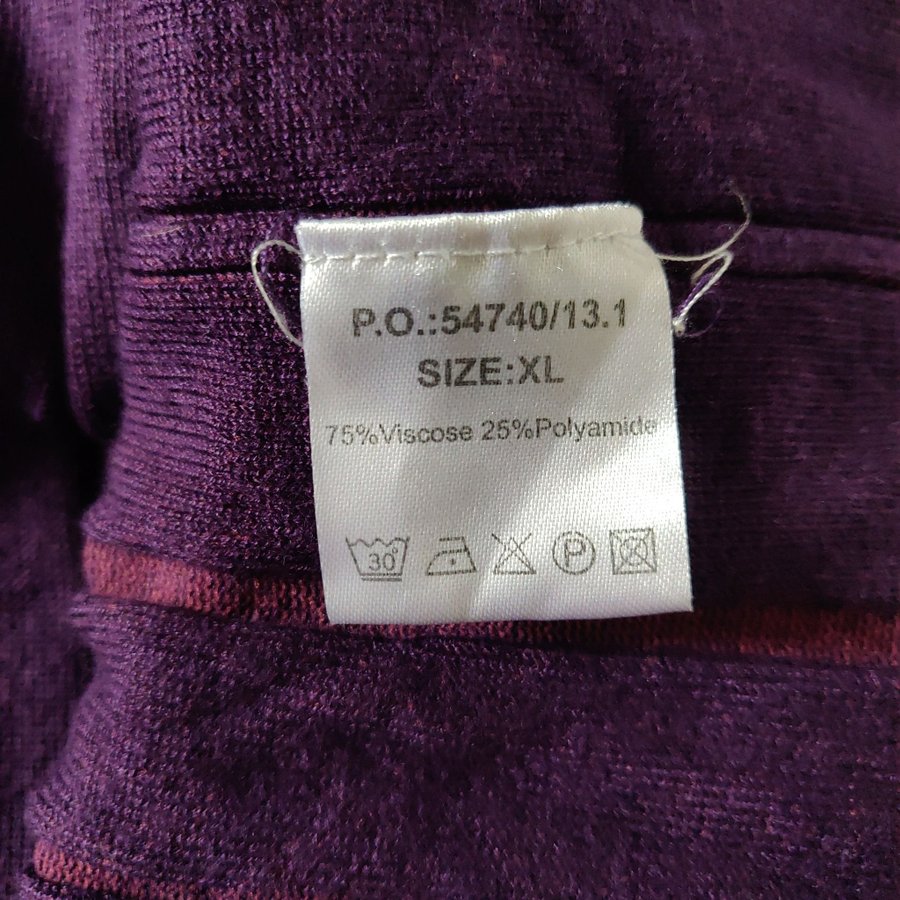 P.O.:54740/13.1
SIZE:XL
75%Viscose 25%Polyamide
30° P